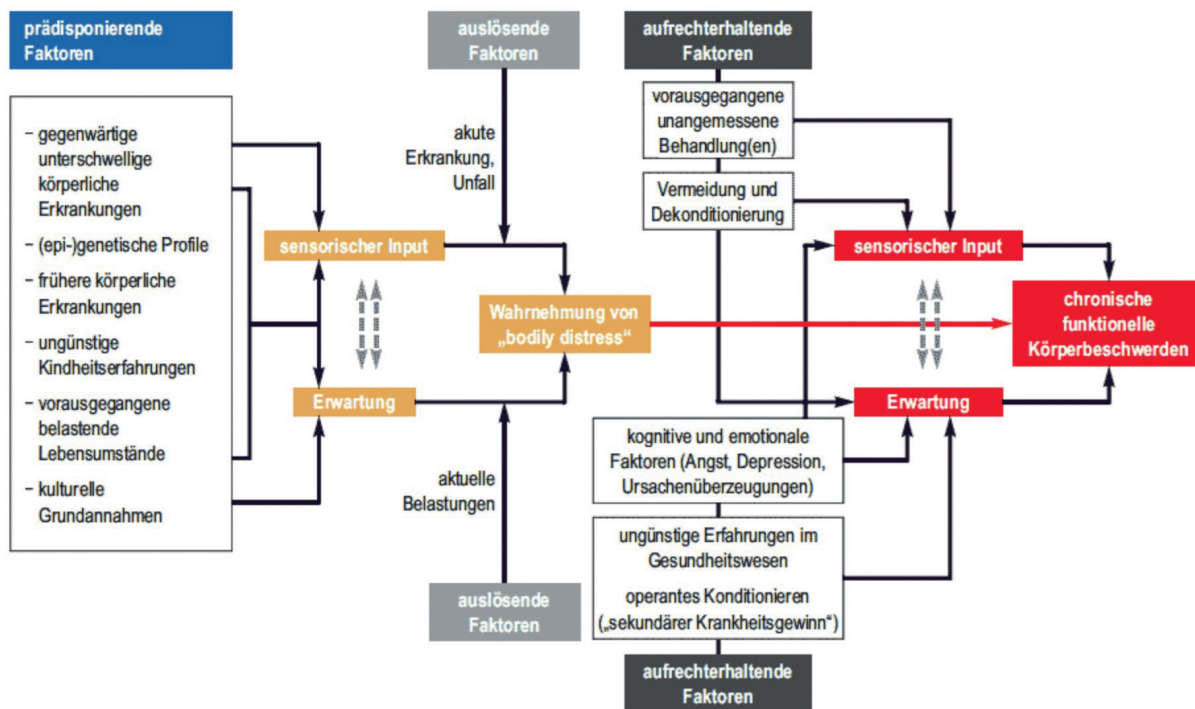 prädisponierende
Faktoren
– gegenwärtige
unterschwellige
körperliche
Erkrankungen
– (epi-)genetische Profile
– frühere körperliche
Erkrankungen
– ungünstige
Kindheitserfahrungen
– vorausgegangene
belastende
Lebensumstände
– kulturelle
Grundannahmen
auslösende
Faktoren
akute
Erkrankung,
Unfall
sensorischer Input
Wahrnehmung von
„bodily distress“
Erwartung
aktuelle
Belastungen
auslösende
Faktoren
aufrechterhaltende
Faktoren
vorausgegangene
unangemessene
Behandlung(en)
Vermeidung und
Dekonditionierung
sensorischer Input
chronische
funktionelle
Körperbeschwerden
Erwartung
kognitive und emotionale
Faktoren (Angst, Depression,
Ursachenüberzeugungen)
ungünstige Erfahrungen im
Gesundheitswesen
operantes Konditionieren
(„sekundärer Krankheitsgewinn“)
aufrechterhaltende
Faktoren